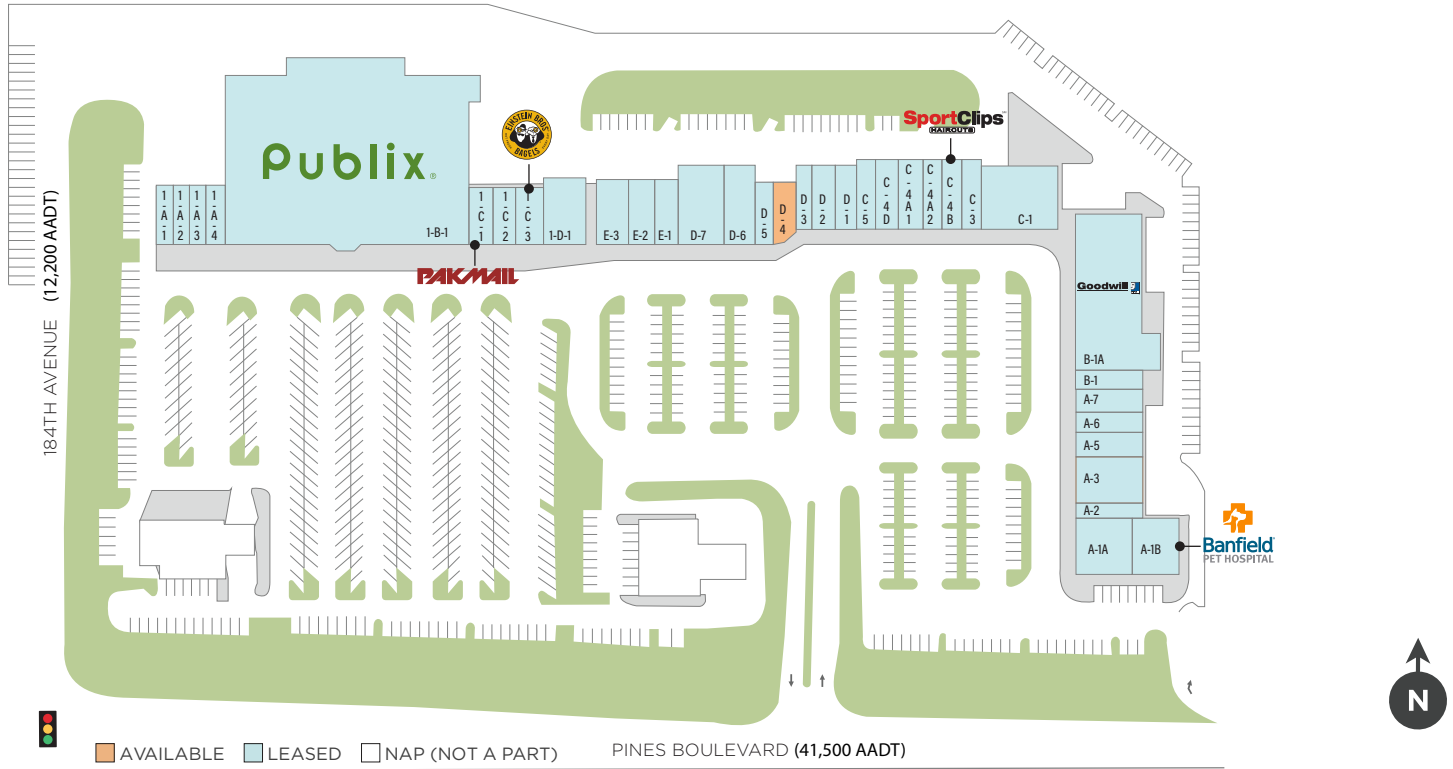 EINSTEIN BROS
BAGELS
SportClips
HAIRCUTS
Publix
1-A-1
1-A-2
1-A-3
1-A-4
1-B-1
1-C-1
1-C-2
1-C-3
1-D-1
E-3
E-2
E-1
D-7
D-6
D-5
D-4
D-3
D-2
D-1
C-5
C-4D
C-4A1
C-4A2
C-4B
C-3
C-1
PAKMAIL
Goodwill
B-1A
B-1
A-7
A-6
A-5
A-3
A-2
A-1A
A-1B
Banfield
PET HOSPITAL
184TH AVENUE (12,200 AADT)
N
AVAILABLE LEASED NAP (NOT A PART)
PINES BOULEVARD (41,500 AADT)